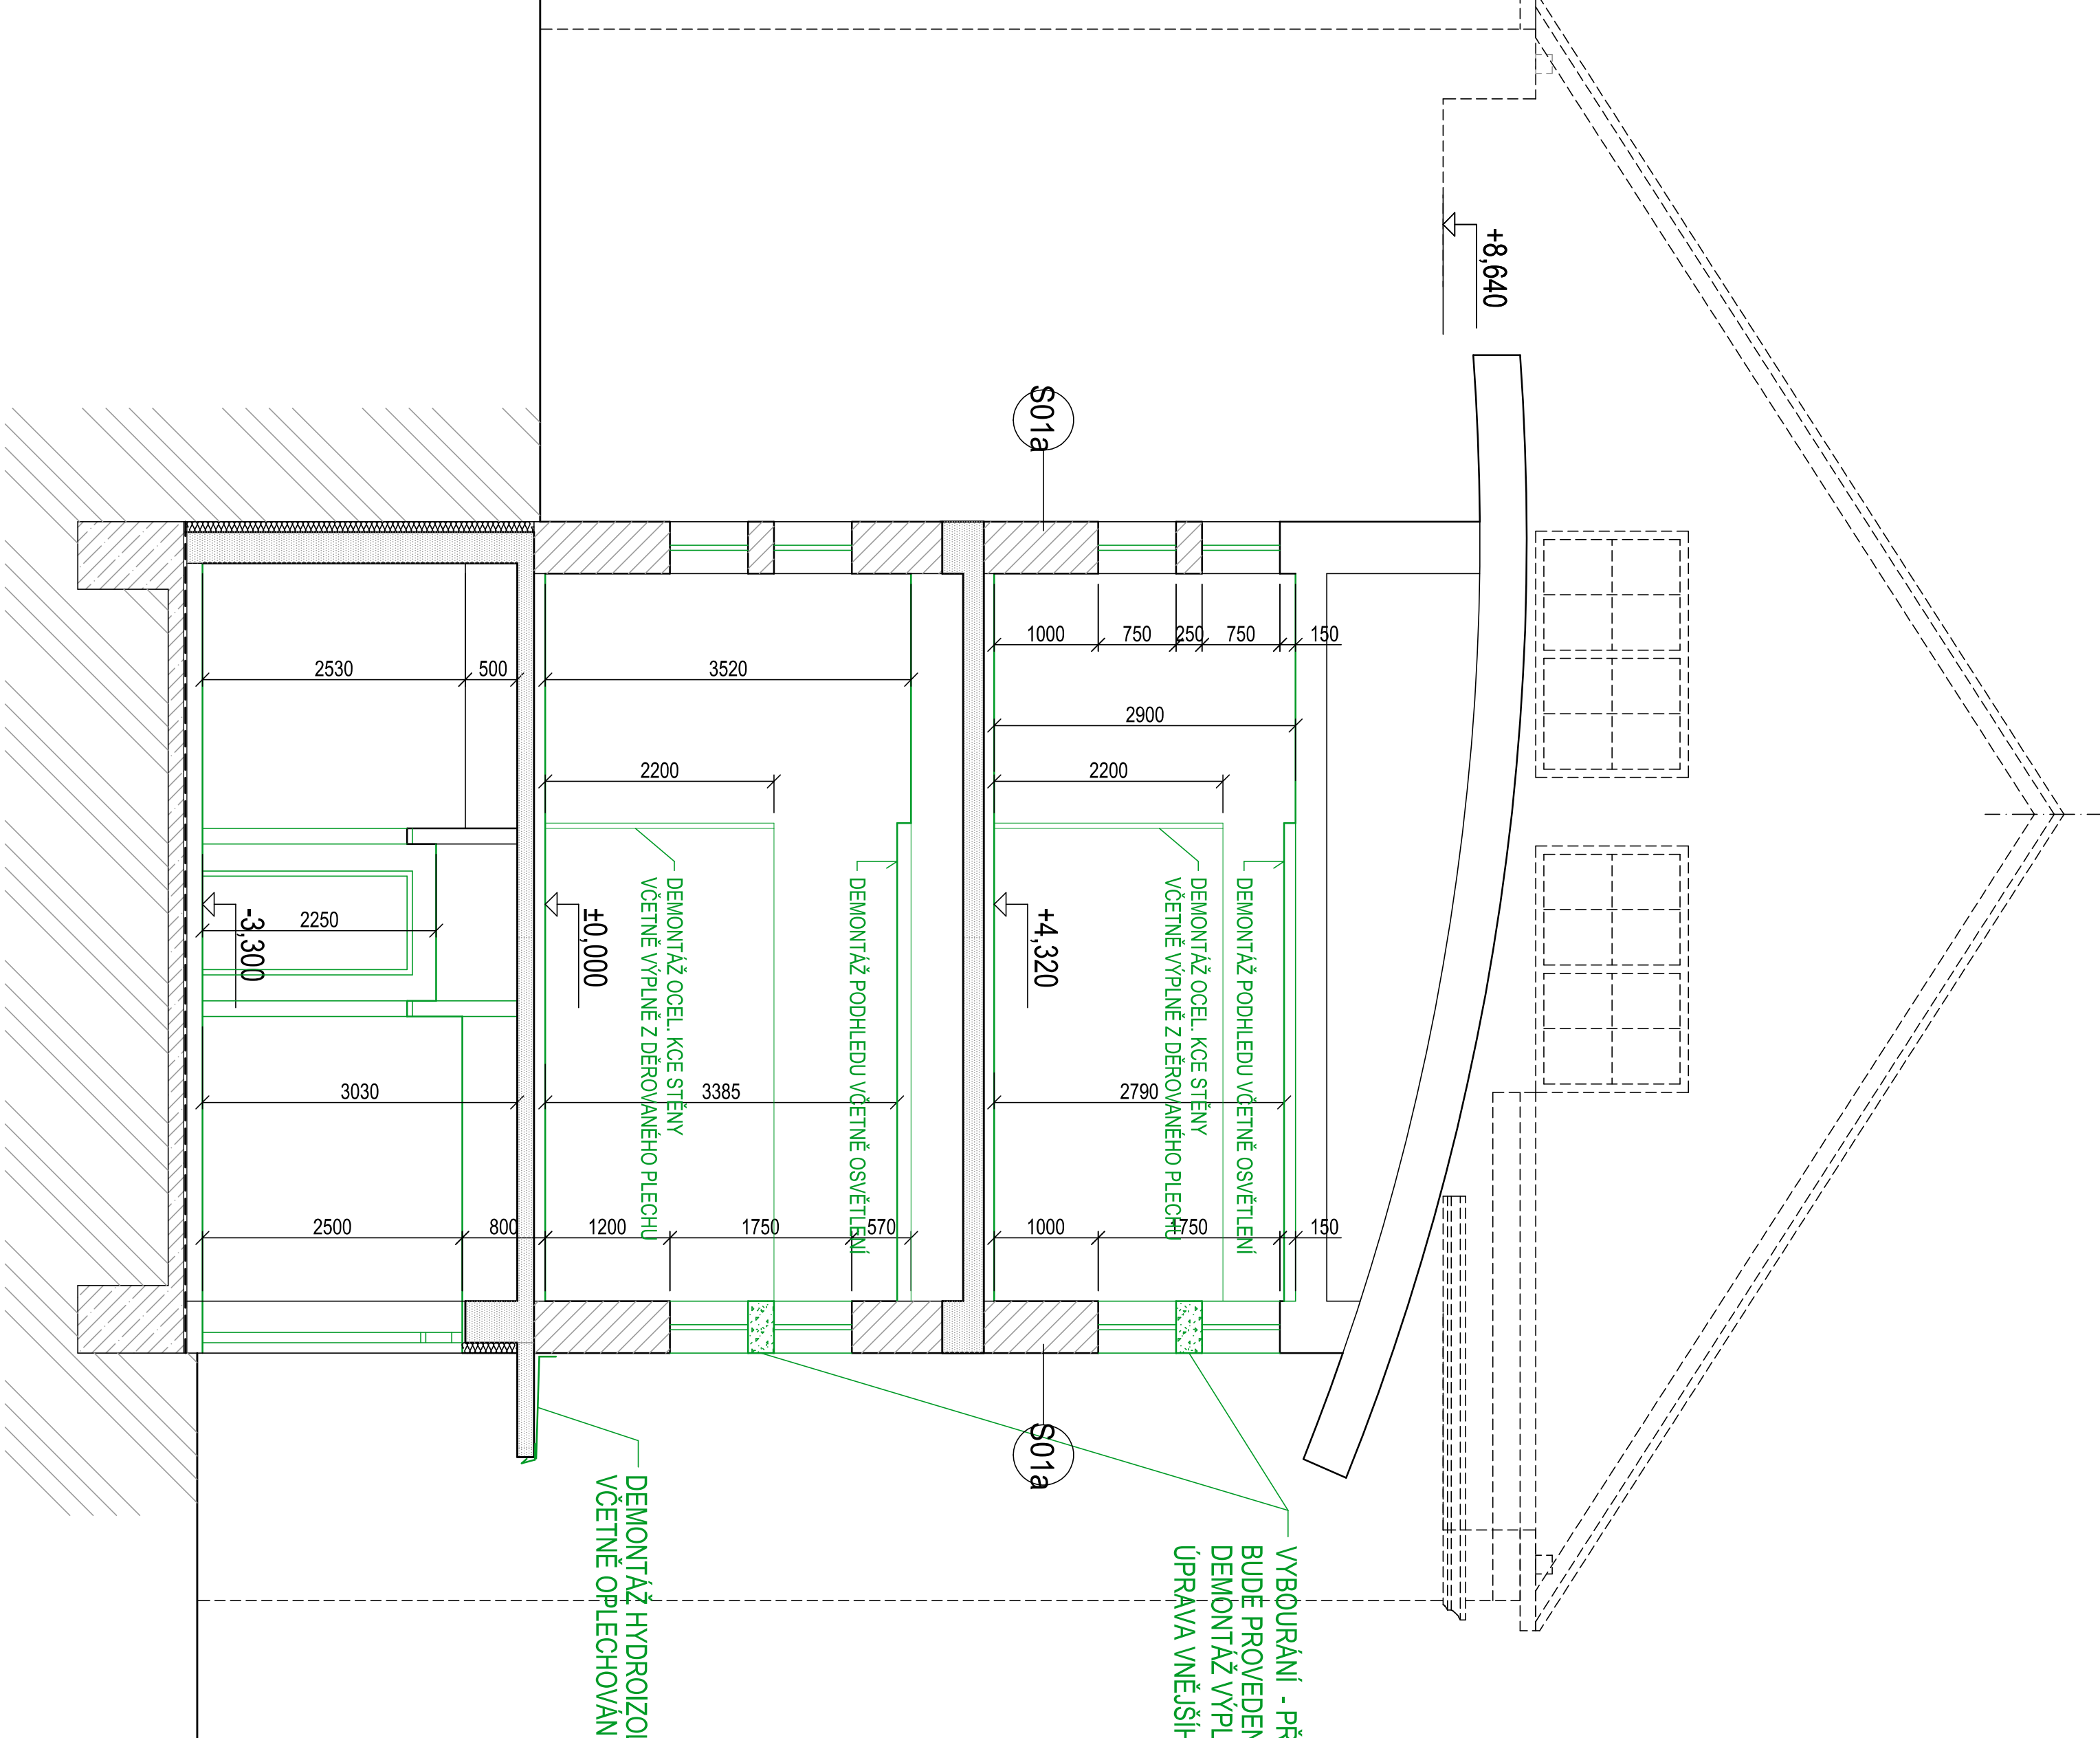 +8,640
S01a
1000
750
250
750
150
2530
500
3520
2900
2200
2200
DEMONTÁŽ PODHLEDU VČETNĚ OSVĚTLENÍ
DEMONTÁŽ OCEL. KCE STĚNY
VČETNĚ VÝPLNĚ Z DĚROVANÉHO PLECHU
DEMONTÁŽ PODHLEDU VČETNĚ OSVĚTLENÍ
DEMONTÁŽ OCEL. KCE STĚNY
VČETNĚ VÝPLNĚ Z DĚROVANÉHO PLECHU
+4,320
±0,000
-3,300
2250
3030
3385
2790
2500
800
1200
1750
570
1000
1750
150
S01a
VYBOURÁNÍ - PŘ
BUDE PROVEDEN
DEMONTÁŽ VÝPL
ÚPRAVA VNĚJŠÍH
DEMONTÁŽ HYDROIZOL
VČETNĚ OPLECHOVÁN